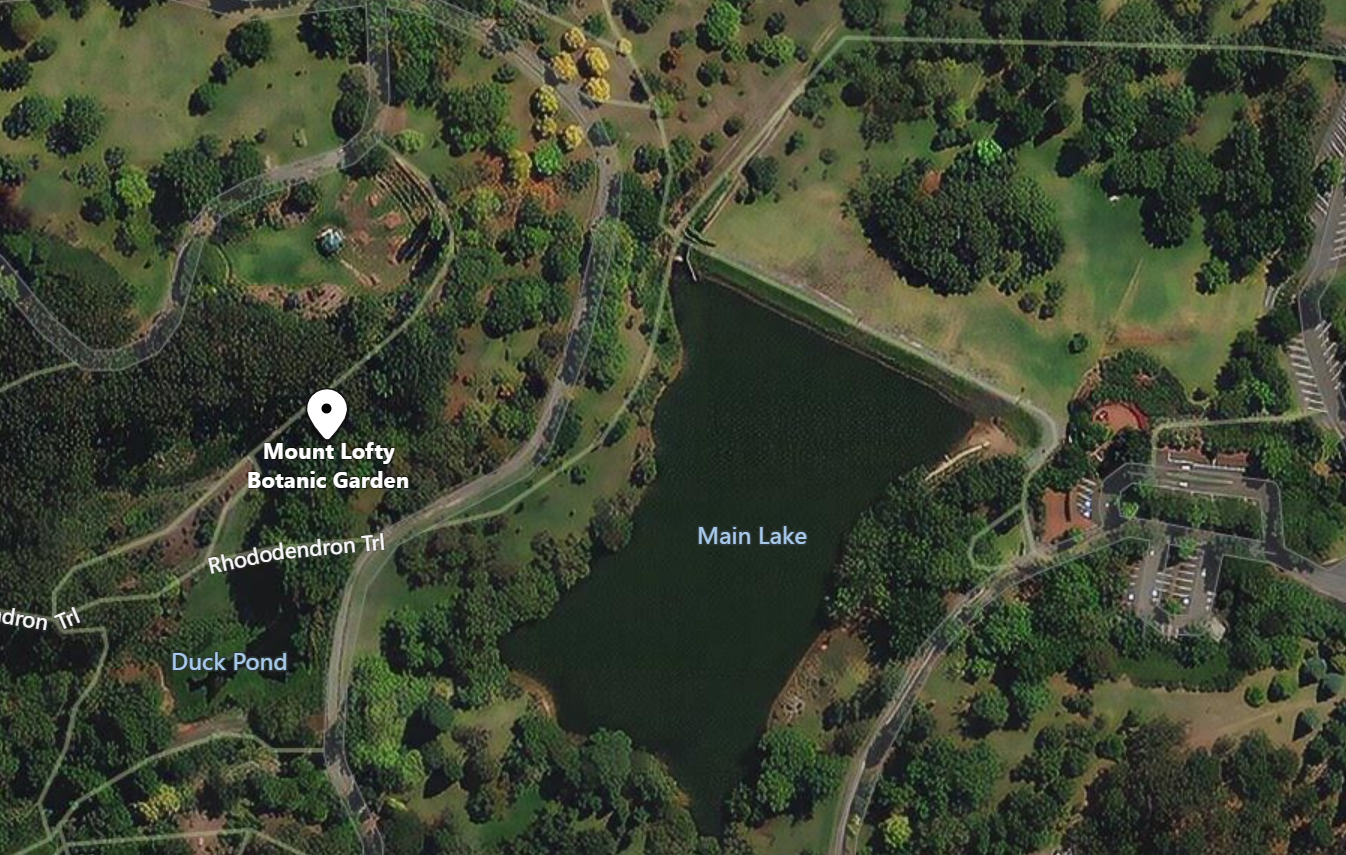 Mount Lofty
Botanic Garden
Main Lake
Rhododendron Trl
ndron Trl
Duck Pond